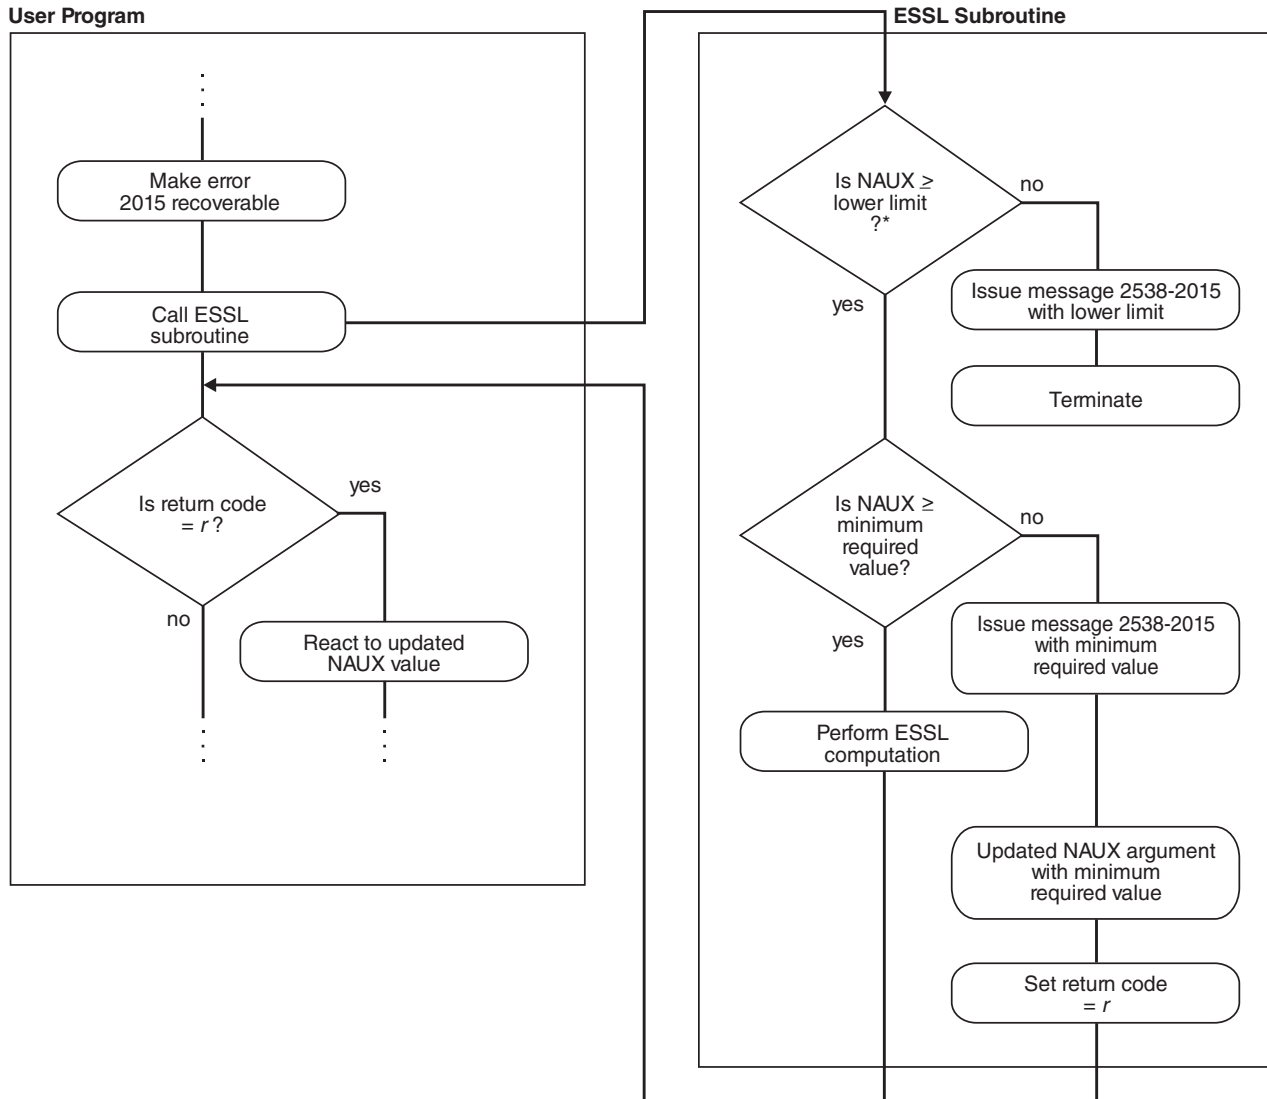 User Program
Make error
2015 recoverable
Call ESSL
subroutine
Is return code
= r ?
yes
no
React to updated
NAUX value
ESSL Subroutine
Is NAUX ≥
lower limit
?*
no
yes
Issue message 2538-2015
with lower limit
Terminate
Is NAUX ≥
minimum
required
value?
no
yes
Issue message 2538-2015
with minimum
required value
Perform ESSL
computation
Updated NAUX argument
with minimum
required value
Set return code
= r